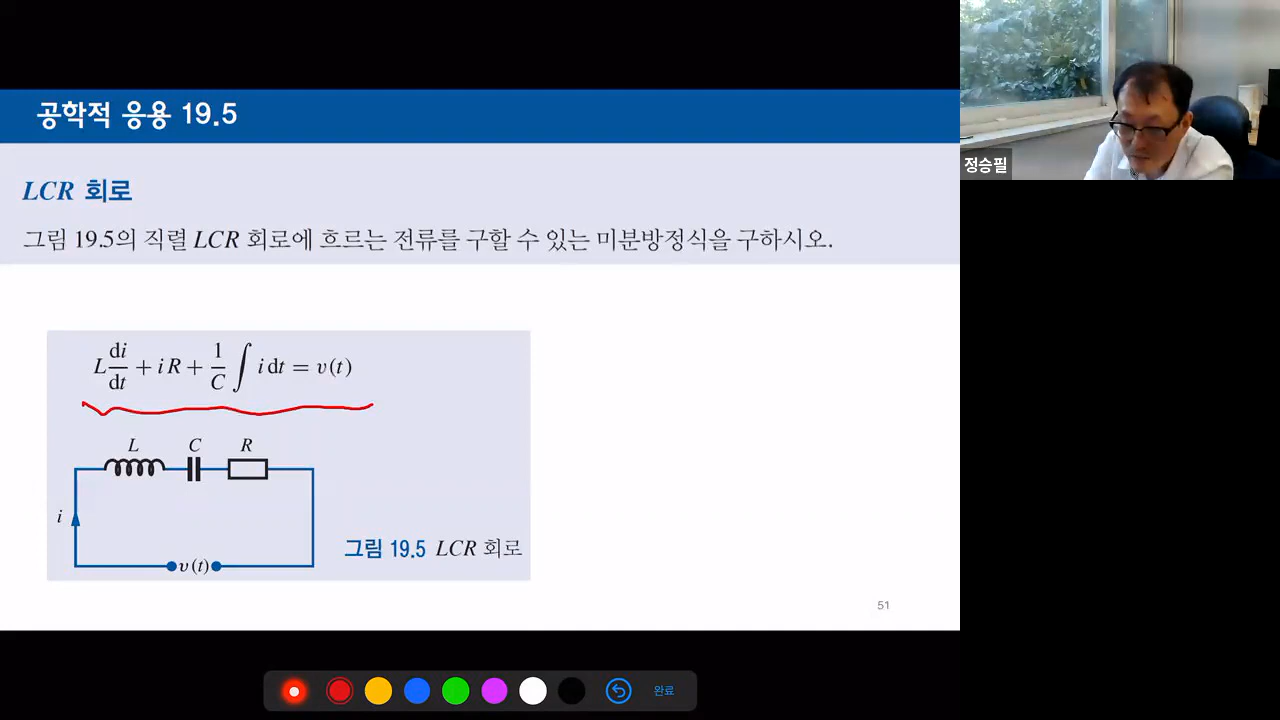 공학적 응용 19.5
LCR 회로
그림 19.5의 직렬 LCR 회로에 흐르는 전류를 구할 수 있는 미분방정식을 구하시오.
L di/dt + iR + 1/C ∫ i dt = v(t)
L C R
i
v(t)
그림 19.5 LCR 회로
51
정승필
완료